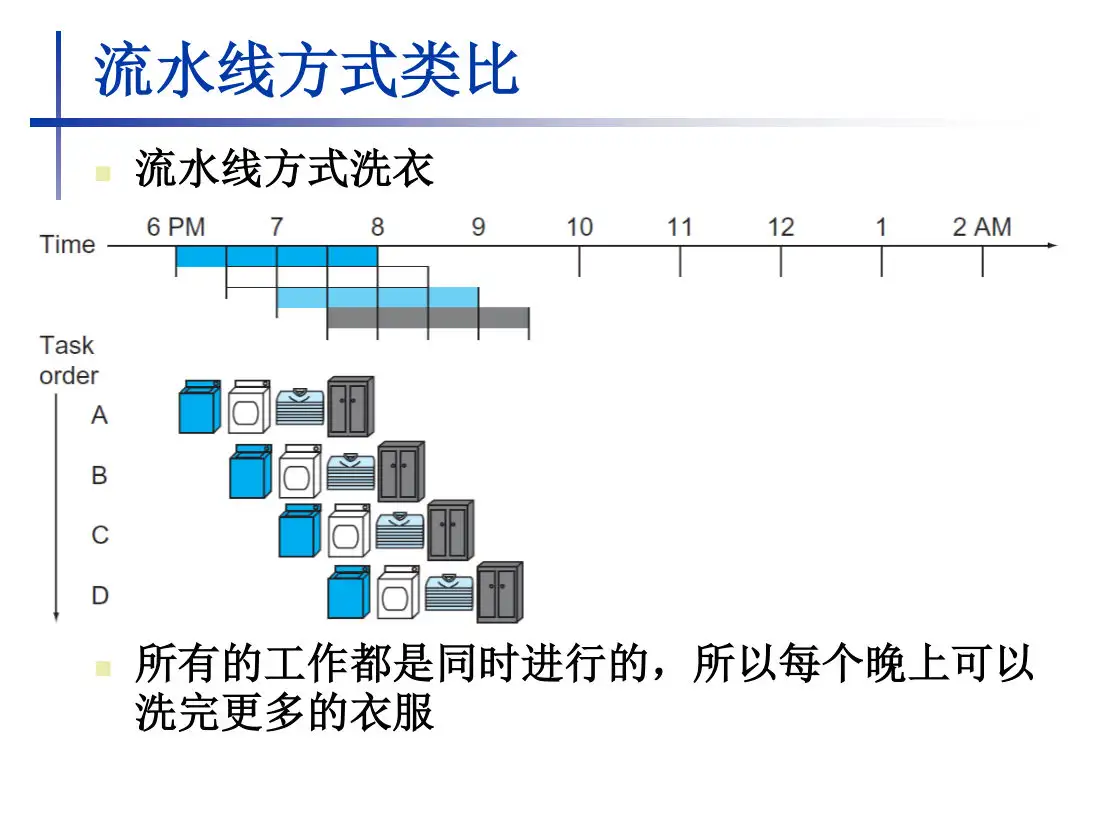 流水线方式类比
流水线方式洗衣
6 PM 7 8 9 10 11 12 1 2 AM
Time
Task
order
A
B
C
D
所有的工作都是同时进行的，所以每个晚上可以
洗完更多的衣服